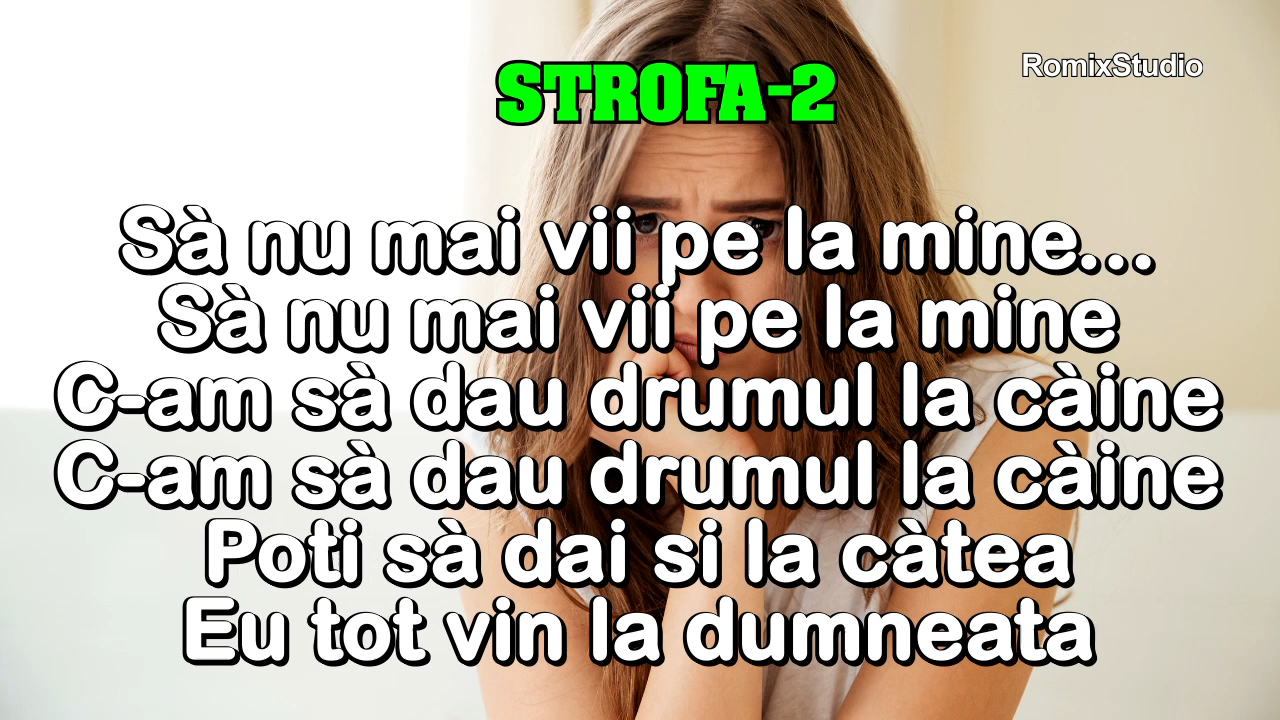 RomixStudio
STROFA-2
Sà nu mai vii pe la mine...
Sà nu mai vii pe la mine
C-am sà dau drumul la càine
C-am sà dau drumul la càine
Poti sà dai si la càtea
Eu tot vin la dumneata